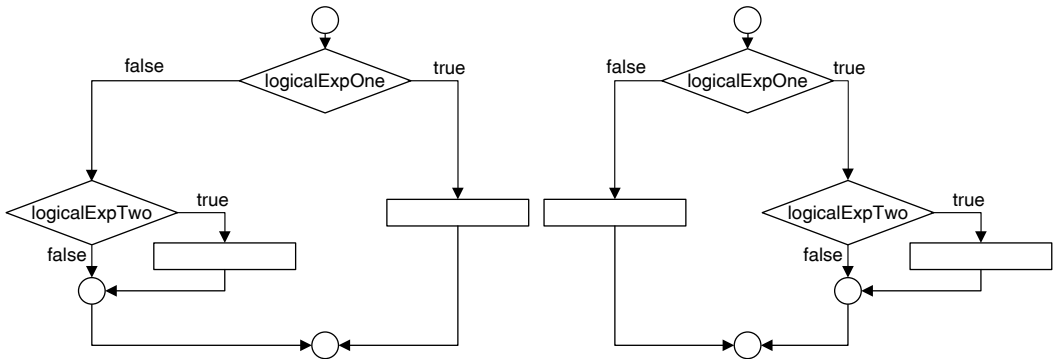 false
logicalExpOne
true
logicalExpTwo
true
false
false
logicalExpOne
true
logicalExpTwo
true
false